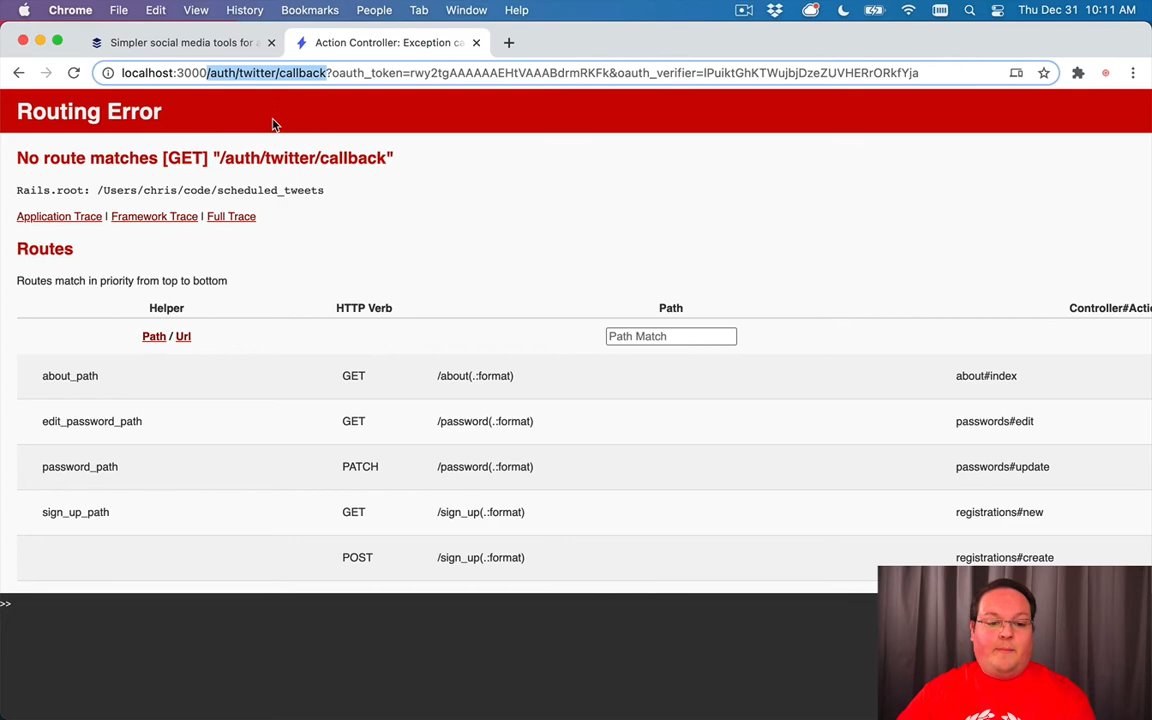 Chrome File Edit View History Bookmarks People Tab Window Help Thu Dec 31 10:11 AM
Simpler social media tools for a
Action Controller: Exception ca
localhost:3000/auth/twitter/callback?oauth_token=rwy2tgAAAAAAEHtVAAABdrmRKFk&oauth_verifier=IPuiktGhKTWujbjDzeZUVHERrORkfYja
Routing Error
No route matches [GET] "/auth/twitter/callback"
Rails.root: /Users/chris/code/scheduled_tweets
Application Trace | Framework Trace | Full Trace
Routes
Routes match in priority from top to bottom
Helper HTTP Verb Path Controller#Actio
Path / Url Path Match
about_path GET /about(.:format) about#index
edit_password_path GET /password(.:format) passwords#edit
password_path PATCH /password(.:format) passwords#update
sign_up_path GET /sign_up(.:format) registrations#new
POST /sign_up(.:format) registrations#create
>>